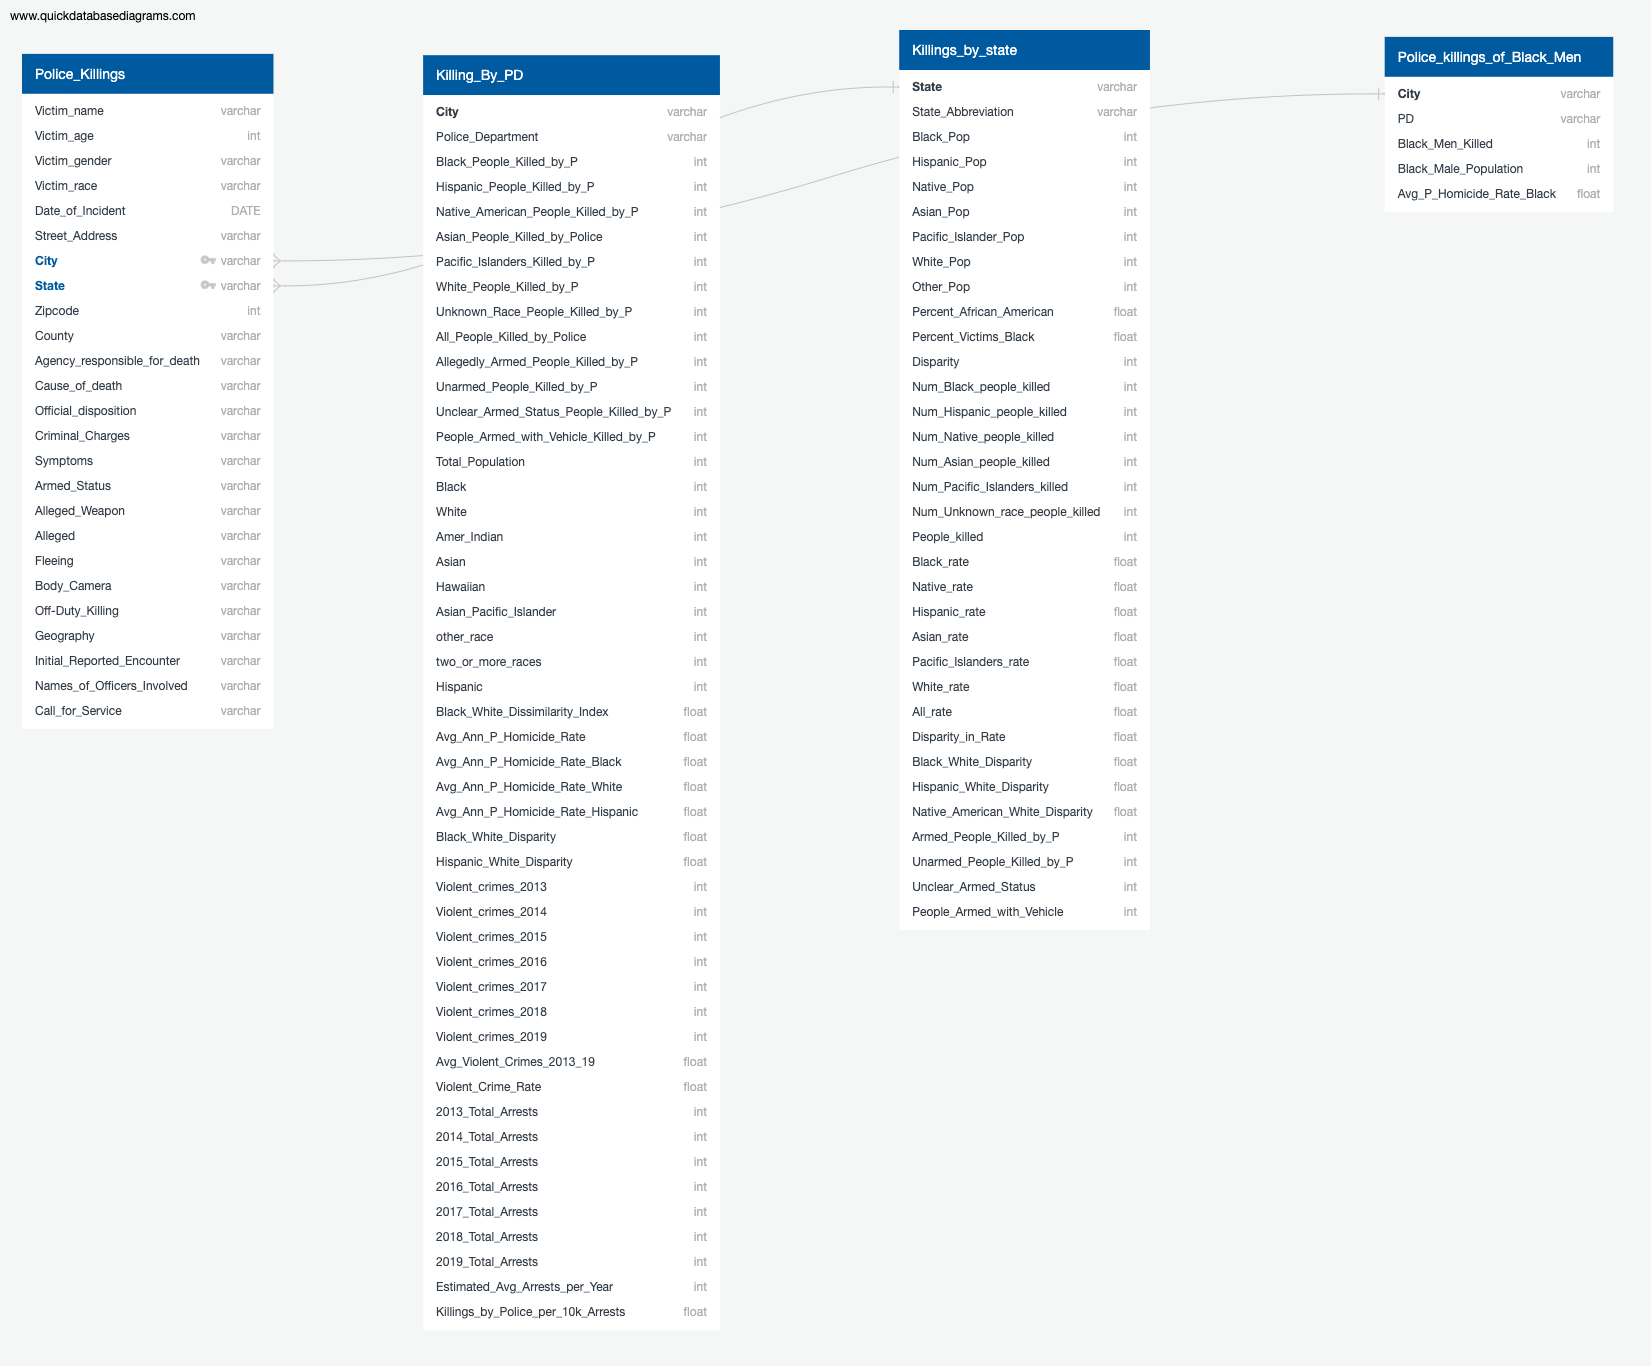 www.quickdatabasediagrams.com
Police_Killings
Victim_name varchar
Victim_age int
Victim_gender varchar
Victim_race varchar
Date_of_Incident DATE
Street_Address varchar
City varchar
State varchar
Zipcode int
County varchar
Agency_responsible_for_death varchar
Cause_of_death varchar
Official_disposition varchar
Criminal_Charges varchar
Symptoms varchar
Armed_Status varchar
Alleged_Weapon varchar
Alleged varchar
Fleeing varchar
Body_Camera varchar
Off-Duty_Killing varchar
Geography varchar
Initial_Reported_Encounter varchar
Names_of_Officers_Involved varchar
Call_for_Service varchar
Killing_By_PD
City varchar
Police_Department varchar
Black_People_Killed_by_P int
Hispanic_People_Killed_by_P int
Native_American_People_Killed_by_P int
Asian_People_Killed_by_Police int
Pacific_Islanders_Killed_by_P int
White_People_Killed_by_P int
Unknown_Race_People_Killed_by_P int
All_People_Killed_by_Police int
Allegedly_Armed_People_Killed_by_P int
Unarmed_People_Killed_by_P int
Unclear_Armed_Status_People_Killed_by_P int
People_Armed_with_Vehicle_Killed_by_P int
Total_Population int
Black int
White int
Amer_Indian int
Asian int
Hawaiian int
Asian_Pacific_Islander int
other_race int
two_or_more_races int
Hispanic int
Black_White_Dissimilarity_Index float
Avg_Ann_P_Homicide_Rate float
Avg_Ann_P_Homicide_Rate_Black float
Avg_Ann_P_Homicide_Rate_White float
Avg_Ann_P_Homicide_Rate_Hispanic float
Black_White_Disparity float
Hispanic_White_Disparity float
Violent_crimes_2013 int
Violent_crimes_2014 int
Violent_crimes_2015 int
Violent_crimes_2016 int
Violent_crimes_2017 int
Violent_crimes_2018 int
Violent_crimes_2019 int
Avg_Violent_Crimes_2013_19 float
Violent_Crime_Rate float
2013_Total_Arrests int
2014_Total_Arrests int
2015_Total_Arrests int
2016_Total_Arrests int
2017_Total_Arrests int
2018_Total_Arrests int
2019_Total_Arrests int
Estimated_Avg_Arrests_per_Year int
Killings_by_Police_per_10k_Arrests float
Killings_by_state
State varchar
State_Abbreviation varchar
Black_Pop int
Hispanic_Pop int
Native_Pop int
Asian_Pop int
Pacific_Islander_Pop int
White_Pop int
Other_Pop int
Percent_African_American float
Percent_Victims_Black float
Disparity int
Num_Black_people_killed int
Num_Hispanic_people_killed int
Num_Native_people_killed int
Num_Asian_people_killed int
Num_Pacific_Islanders_killed int
Num_Unknown_race_people_killed int
People_killed int
Black_rate float
Native_rate float
Hispanic_rate float
Asian_rate float
Pacific_Islanders_rate float
White_rate float
All_rate float
Disparity_in_Rate float
Black_White_Disparity float
Hispanic_White_Disparity float
Native_American_White_Disparity float
Armed_People_Killed_by_P int
Unarmed_People_Killed_by_P int
Unclear_Armed_Status int
People_Armed_with_Vehicle int
Police_killings_of_Black_Men
City varchar
PD varchar
Black_Men_Killed int
Black_Male_Population int
Avg_P_Homicide_Rate_Black float